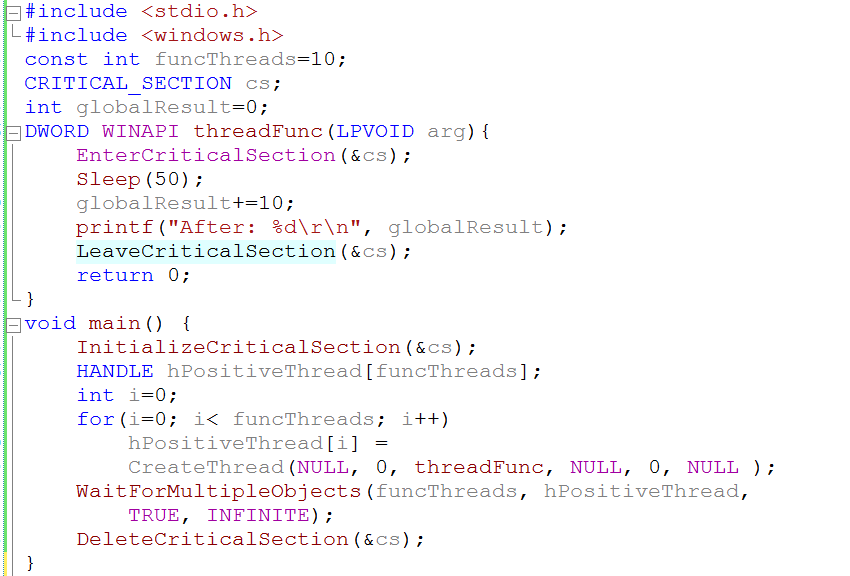 #include <stdio.h>
#include <windows.h>
const int funcThreads=10;
CRITICAL_SECTION cs;
int globalResult=0;
DWORD WINAPI threadFunc(LPVOID arg){
    EnterCriticalSection(&cs);
    Sleep(50);
    globalResult+=10;
    printf("After: %d\r\n", globalResult);
    LeaveCriticalSection(&cs);
    return 0;
}
void main() {
    InitializeCriticalSection(&cs);
    HANDLE hPositiveThread[funcThreads];
    int i=0;
    for(i=0; i< funcThreads; i++)
        hPositiveThread[i] =
        CreateThread(NULL, 0, threadFunc, NULL, 0, NULL );
    WaitForMultipleObjects(funcThreads, hPositiveThread,
        TRUE, INFINITE);
    DeleteCriticalSection(&cs);
}